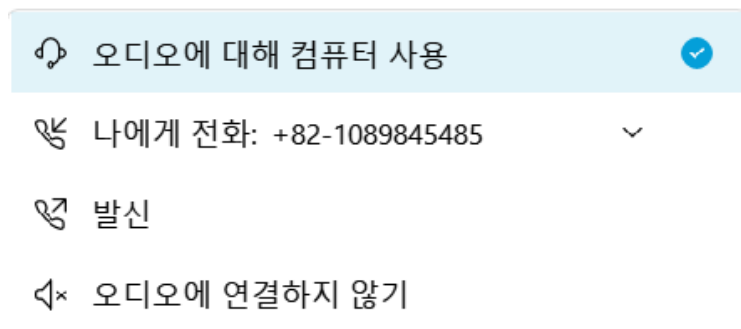 오디오에 대해 컴퓨터 사용
나에게 전화: +82-1089845485
발신
오디오에 연결하지 않기